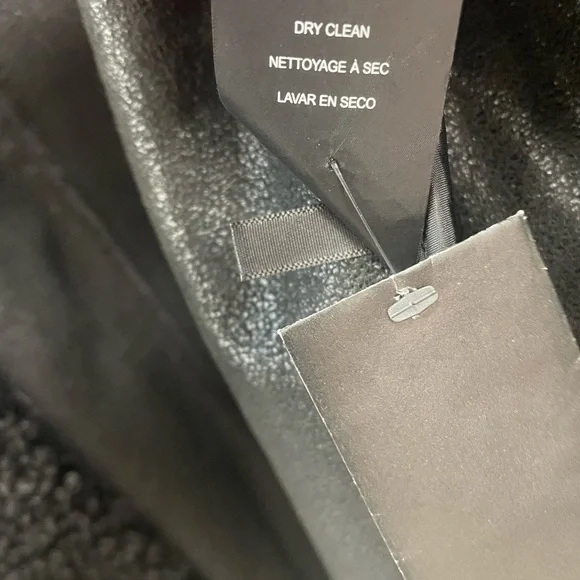 DRY CLEAN
NETTOYAGE À SEC
LAVAR EN SECO